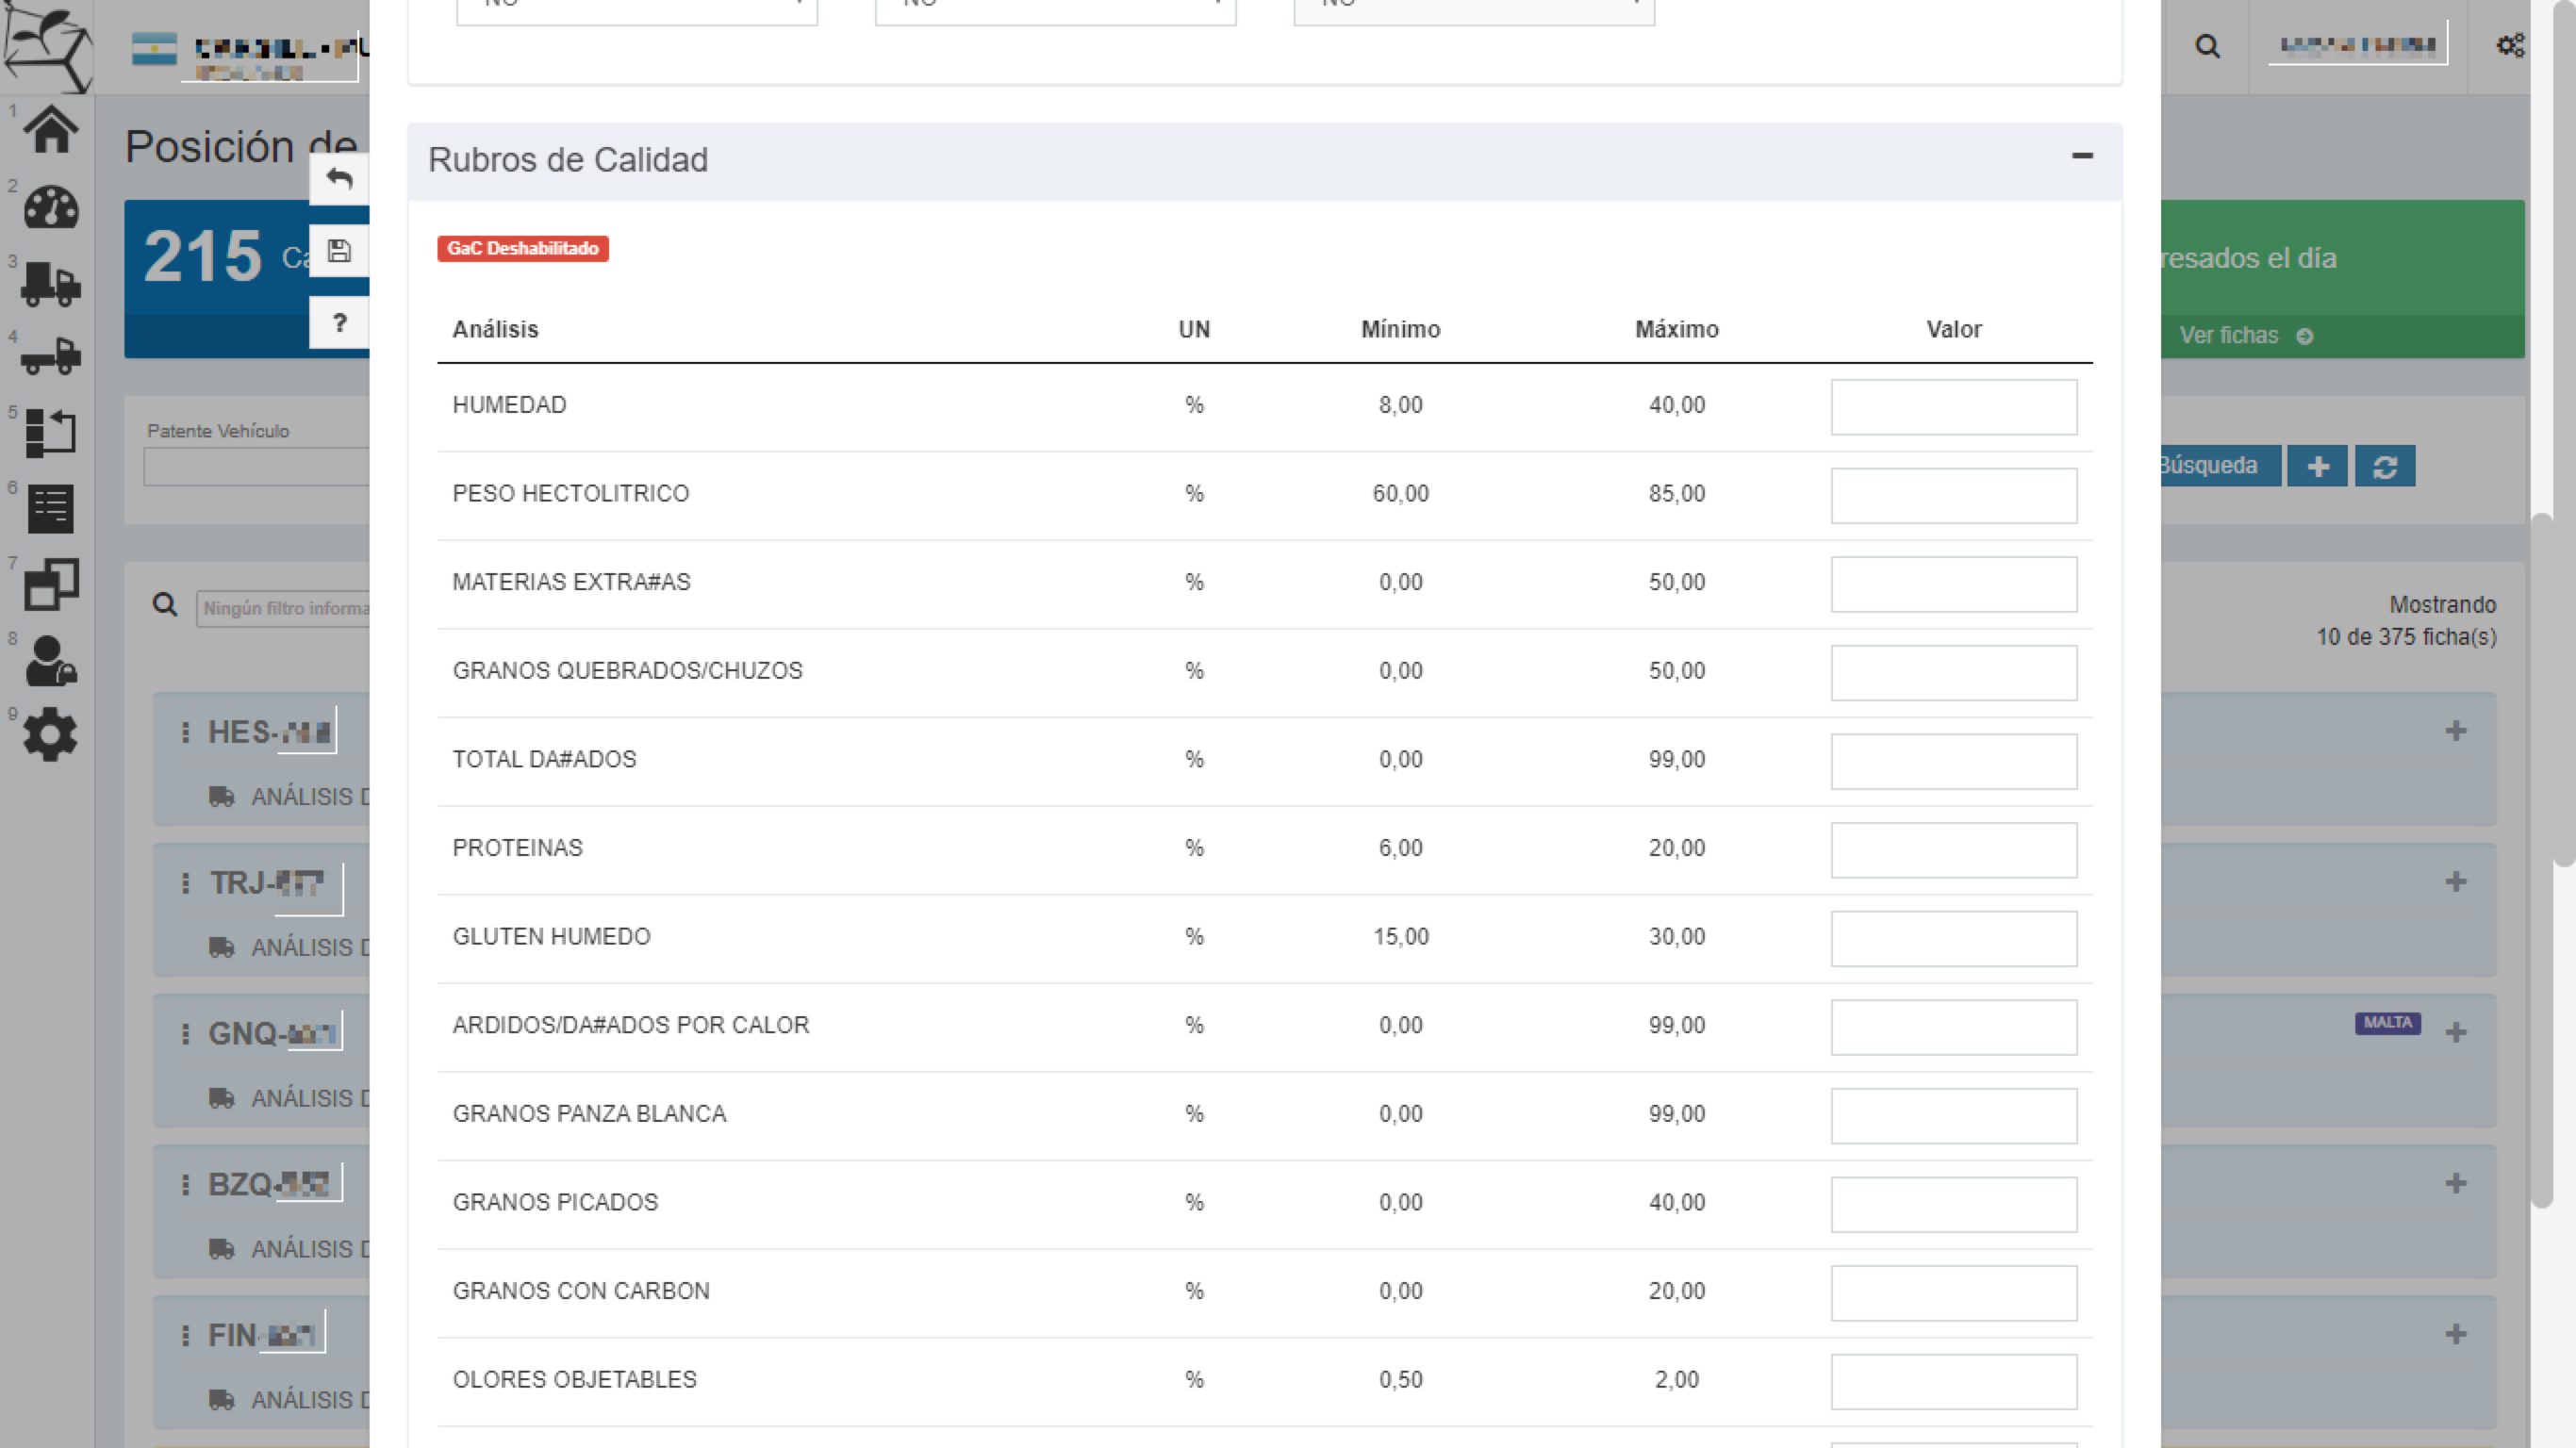 NO NO NO
Posición de
215 Ca
resados el día
Ver fichas
Rubros de Calidad
GaC Deshabilitado
?
Análisis UN Mínimo Máximo Valor
HUMEDAD % 8,00 40,00
PESO HECTOLITRICO % 60,00 85,00
MATERIAS EXTRA#AS % 0,00 50,00
GRANOS QUEBRADOS/CHUZOS % 0,00 50,00
TOTAL DA#ADOS % 0,00 99,00
PROTEINAS % 6,00 20,00
GLUTEN HUMEDO % 15,00 30,00
ARDIDOS/DA#ADOS POR CALOR % 0,00 99,00
GRANOS PANZA BLANCA % 0,00 99,00
GRANOS PICADOS % 0,00 40,00
GRANOS CON CARBON % 0,00 20,00
OLORES OBJETABLES % 0,50 2,00
1
2
3
4
5
6
7
8
9
Patente Vehículo
Búsqueda
Ningún filtro informa
Mostrando
10 de 375 ficha(s)
HES-
ANÁLISIS D
TRJ-
ANÁLISIS D
GNQ-
MALTA
ANÁLISIS D
BZQ-
ANÁLISIS D
FIN-
ANÁLISIS D